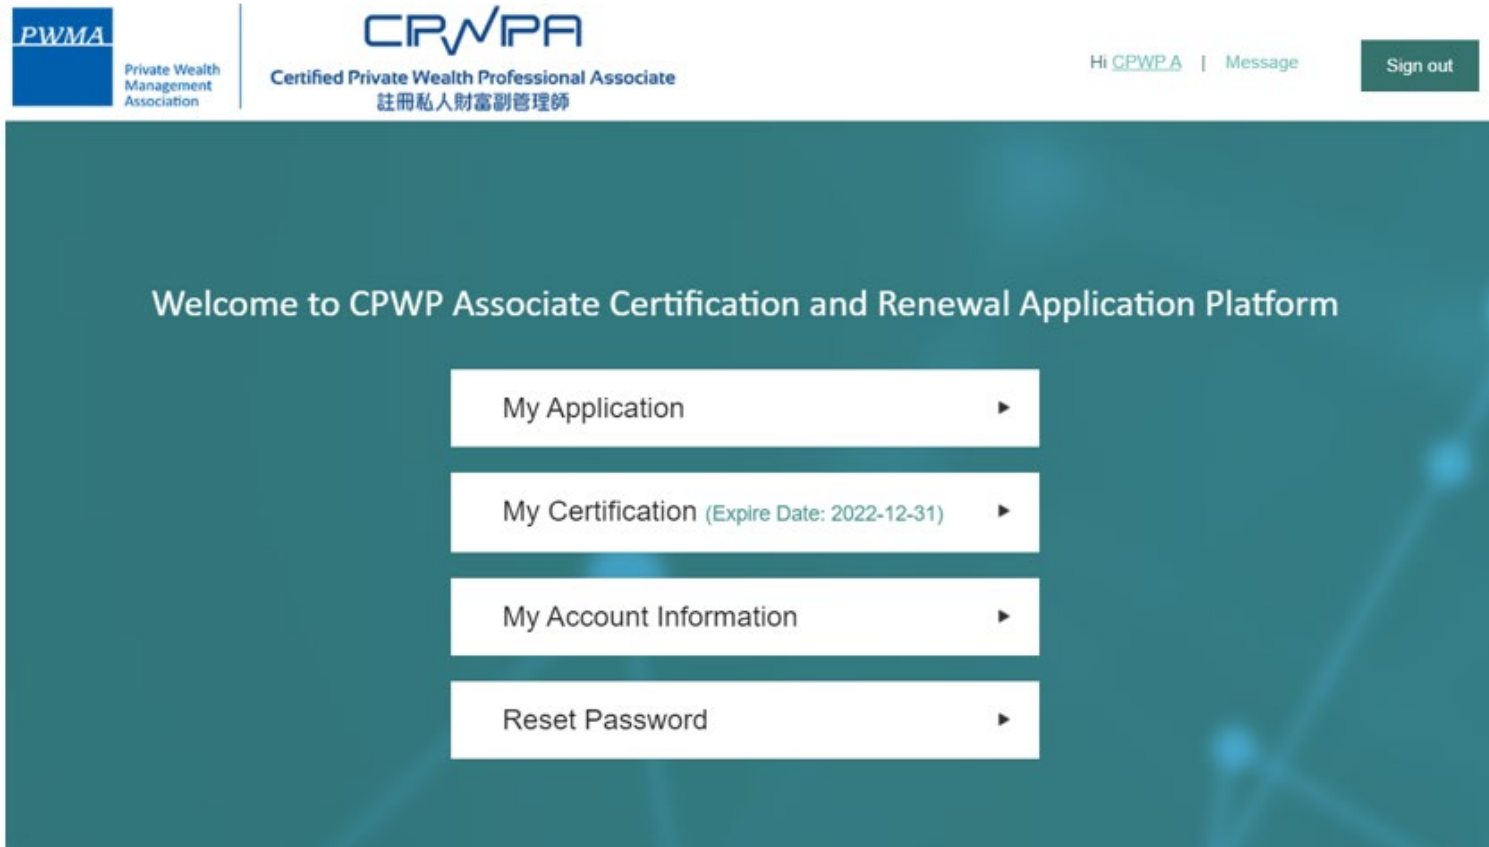 PWMA
Private Wealth
Management
Association
CPWPA
Certified Private Wealth Professional Associate
註冊私人財富副管理師
Hi CPWP A | Message
Sign out
Welcome to CPWP Associate Certification and Renewal Application Platform
My Application
My Certification (Expire Date: 2022-12-31)
My Account Information
Reset Password